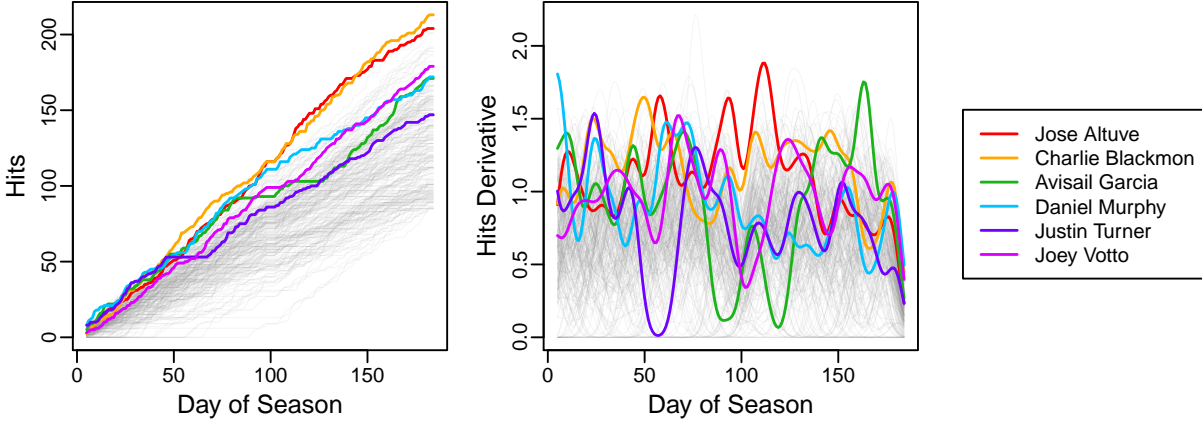 200
150
100
50
0
Hits
0 50 100 150
Day of Season
2.0
1.5
1.0
0.5
0.0
Hits Derivative
0 50 100 150
Day of Season
Jose Altuve
Charlie Blackmon
Avisail Garcia
Daniel Murphy
Justin Turner
Joey Votto